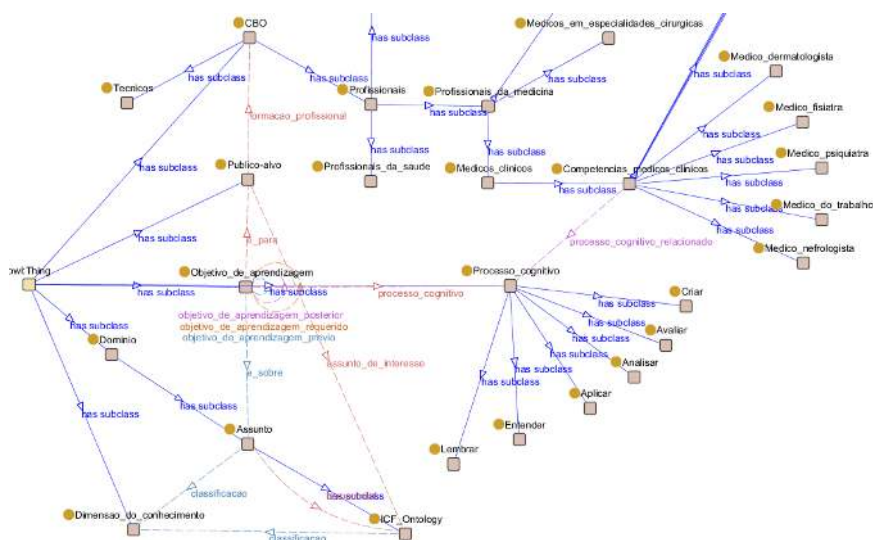 CBO
Medicos_em_especialidades_cirurgicas
has subclass
has subclass
has subclass
has subclass
Medico_dermatologista
Tecnicos
Profissionais
Profissionais_da_medicina
has subclass
has subclass
formacao_profissional
Medico_fisiatra
has subclass
has subclass
has subclass
Publico-alvo
Profissionais_da_saude
Medicos_clinicos
Competencias_medicos_clinicos
Medico_psiquiatra
has subclass
has subclass
has subclass
has subclass
Medico_do_trabalho
has subclass
e_para
processo_cognitivo_relacionado
has subclass
Medico_nefrologista
owl:Thing
Objetivo_de_aprendizagem
Processo_cognitivo
has subclass
has subclass
processo_cognitivo
Criar
has subclass
objetivo_de_aprendizagem_posterior
objetivo_de_aprendizagem_requerido
objetivo_de_aprendizagem_previo
has subclass
Dominio
has subclass
Avaliar
e_sobre
assunto_de_interesse
has subclass
Analisar
has subclass
has subclass
has subclass
Aplicar
has subclass
Assunto
Entender
Lembrar
classificacao
has subclass
Dimensao_do_conhecimento
ICF_Ontology
classificacao